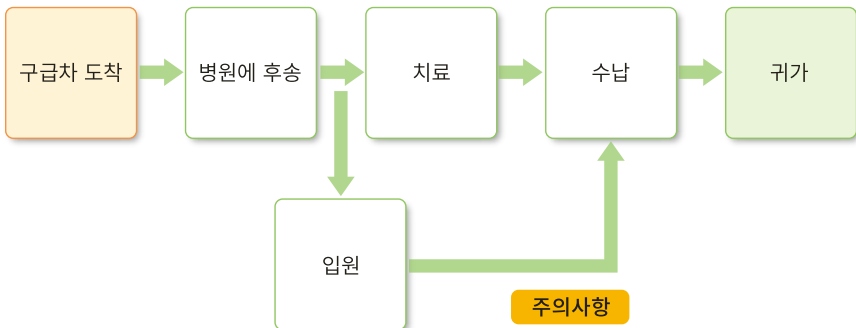 구급차 도착
병원에 후송
치료
수납
귀가
입원
주의사항